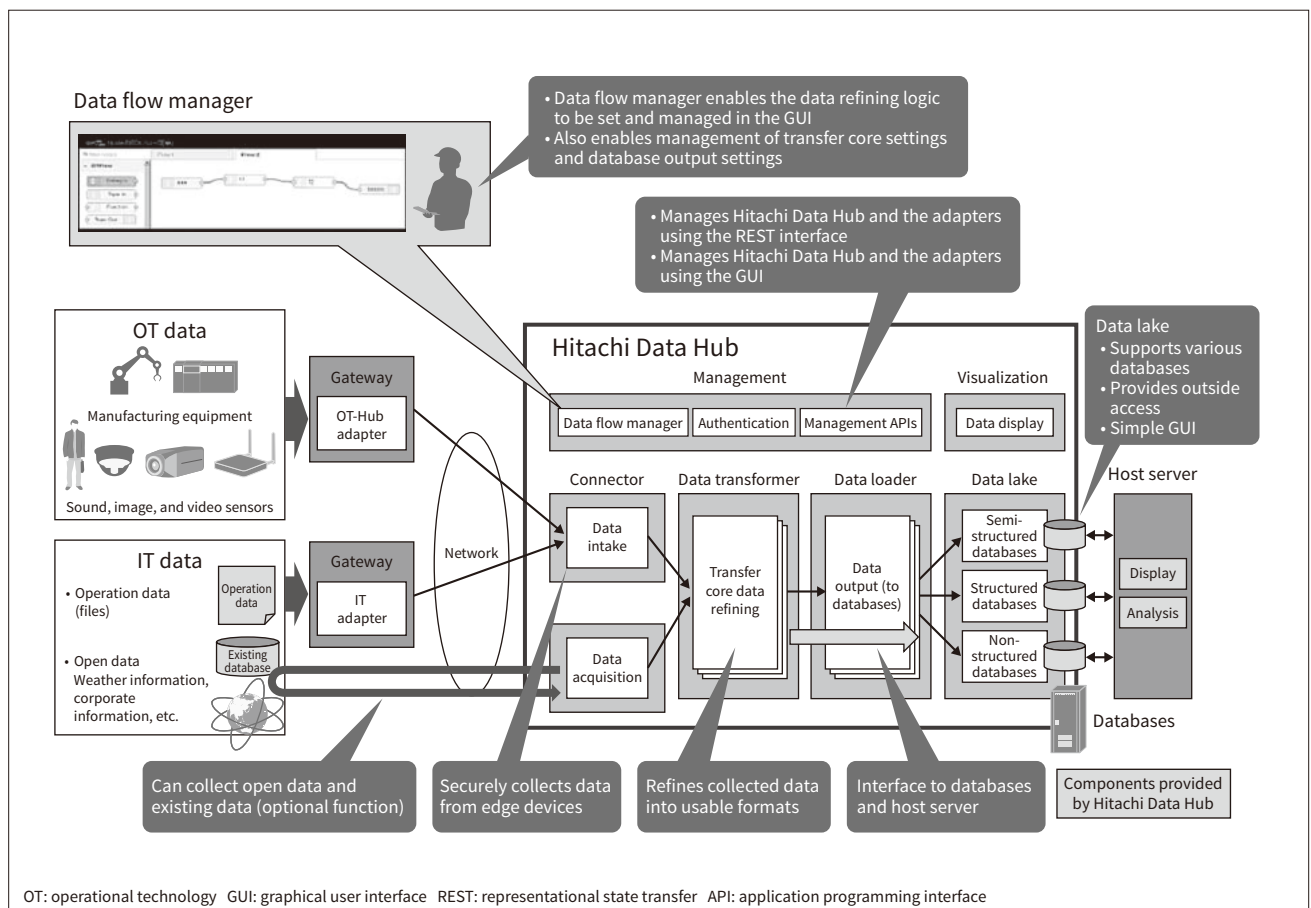 Data flow manager
• Data flow manager enables the data refining logic
to be set and managed in the GUI
• Also enables management of transfer core settings
and database output settings
• Manages Hitachi Data Hub and the adapters
using the REST interface
• Manages Hitachi Data Hub and the adapters
using the GUI
Data lake
• Supports various
databases
• Provides outside
access
• Simple GUI
OT data
Manufacturing equipment
Sound, image, and video sensors
Gateway
OT-Hub
adapter
IT data
• Operation data
(files)
Operation
data
• Open data
Weather information,
corporate
information, etc.
Existing
database
Gateway
IT
adapter
Network
Hitachi Data Hub
Management
Data flow manager
Authentication
Management APIs
Visualization
Data display
Connector
Data
intake
Data
acquisition
Data transformer
Transfer
core data
refining
Data loader
Data
output (to
databases)
Data lake
Semi-
structured
databases
Structured
databases
Non-
structured
databases
Host server
Display
Analysis
Databases
Can collect open data and
existing data (optional function)
Securely collects data
from edge devices
Refines collected data
into usable formats
Interface to databases
and host server
Components provided
by Hitachi Data Hub
OT: operational technology GUI: graphical user interface REST: representational state transfer API: application programming interface